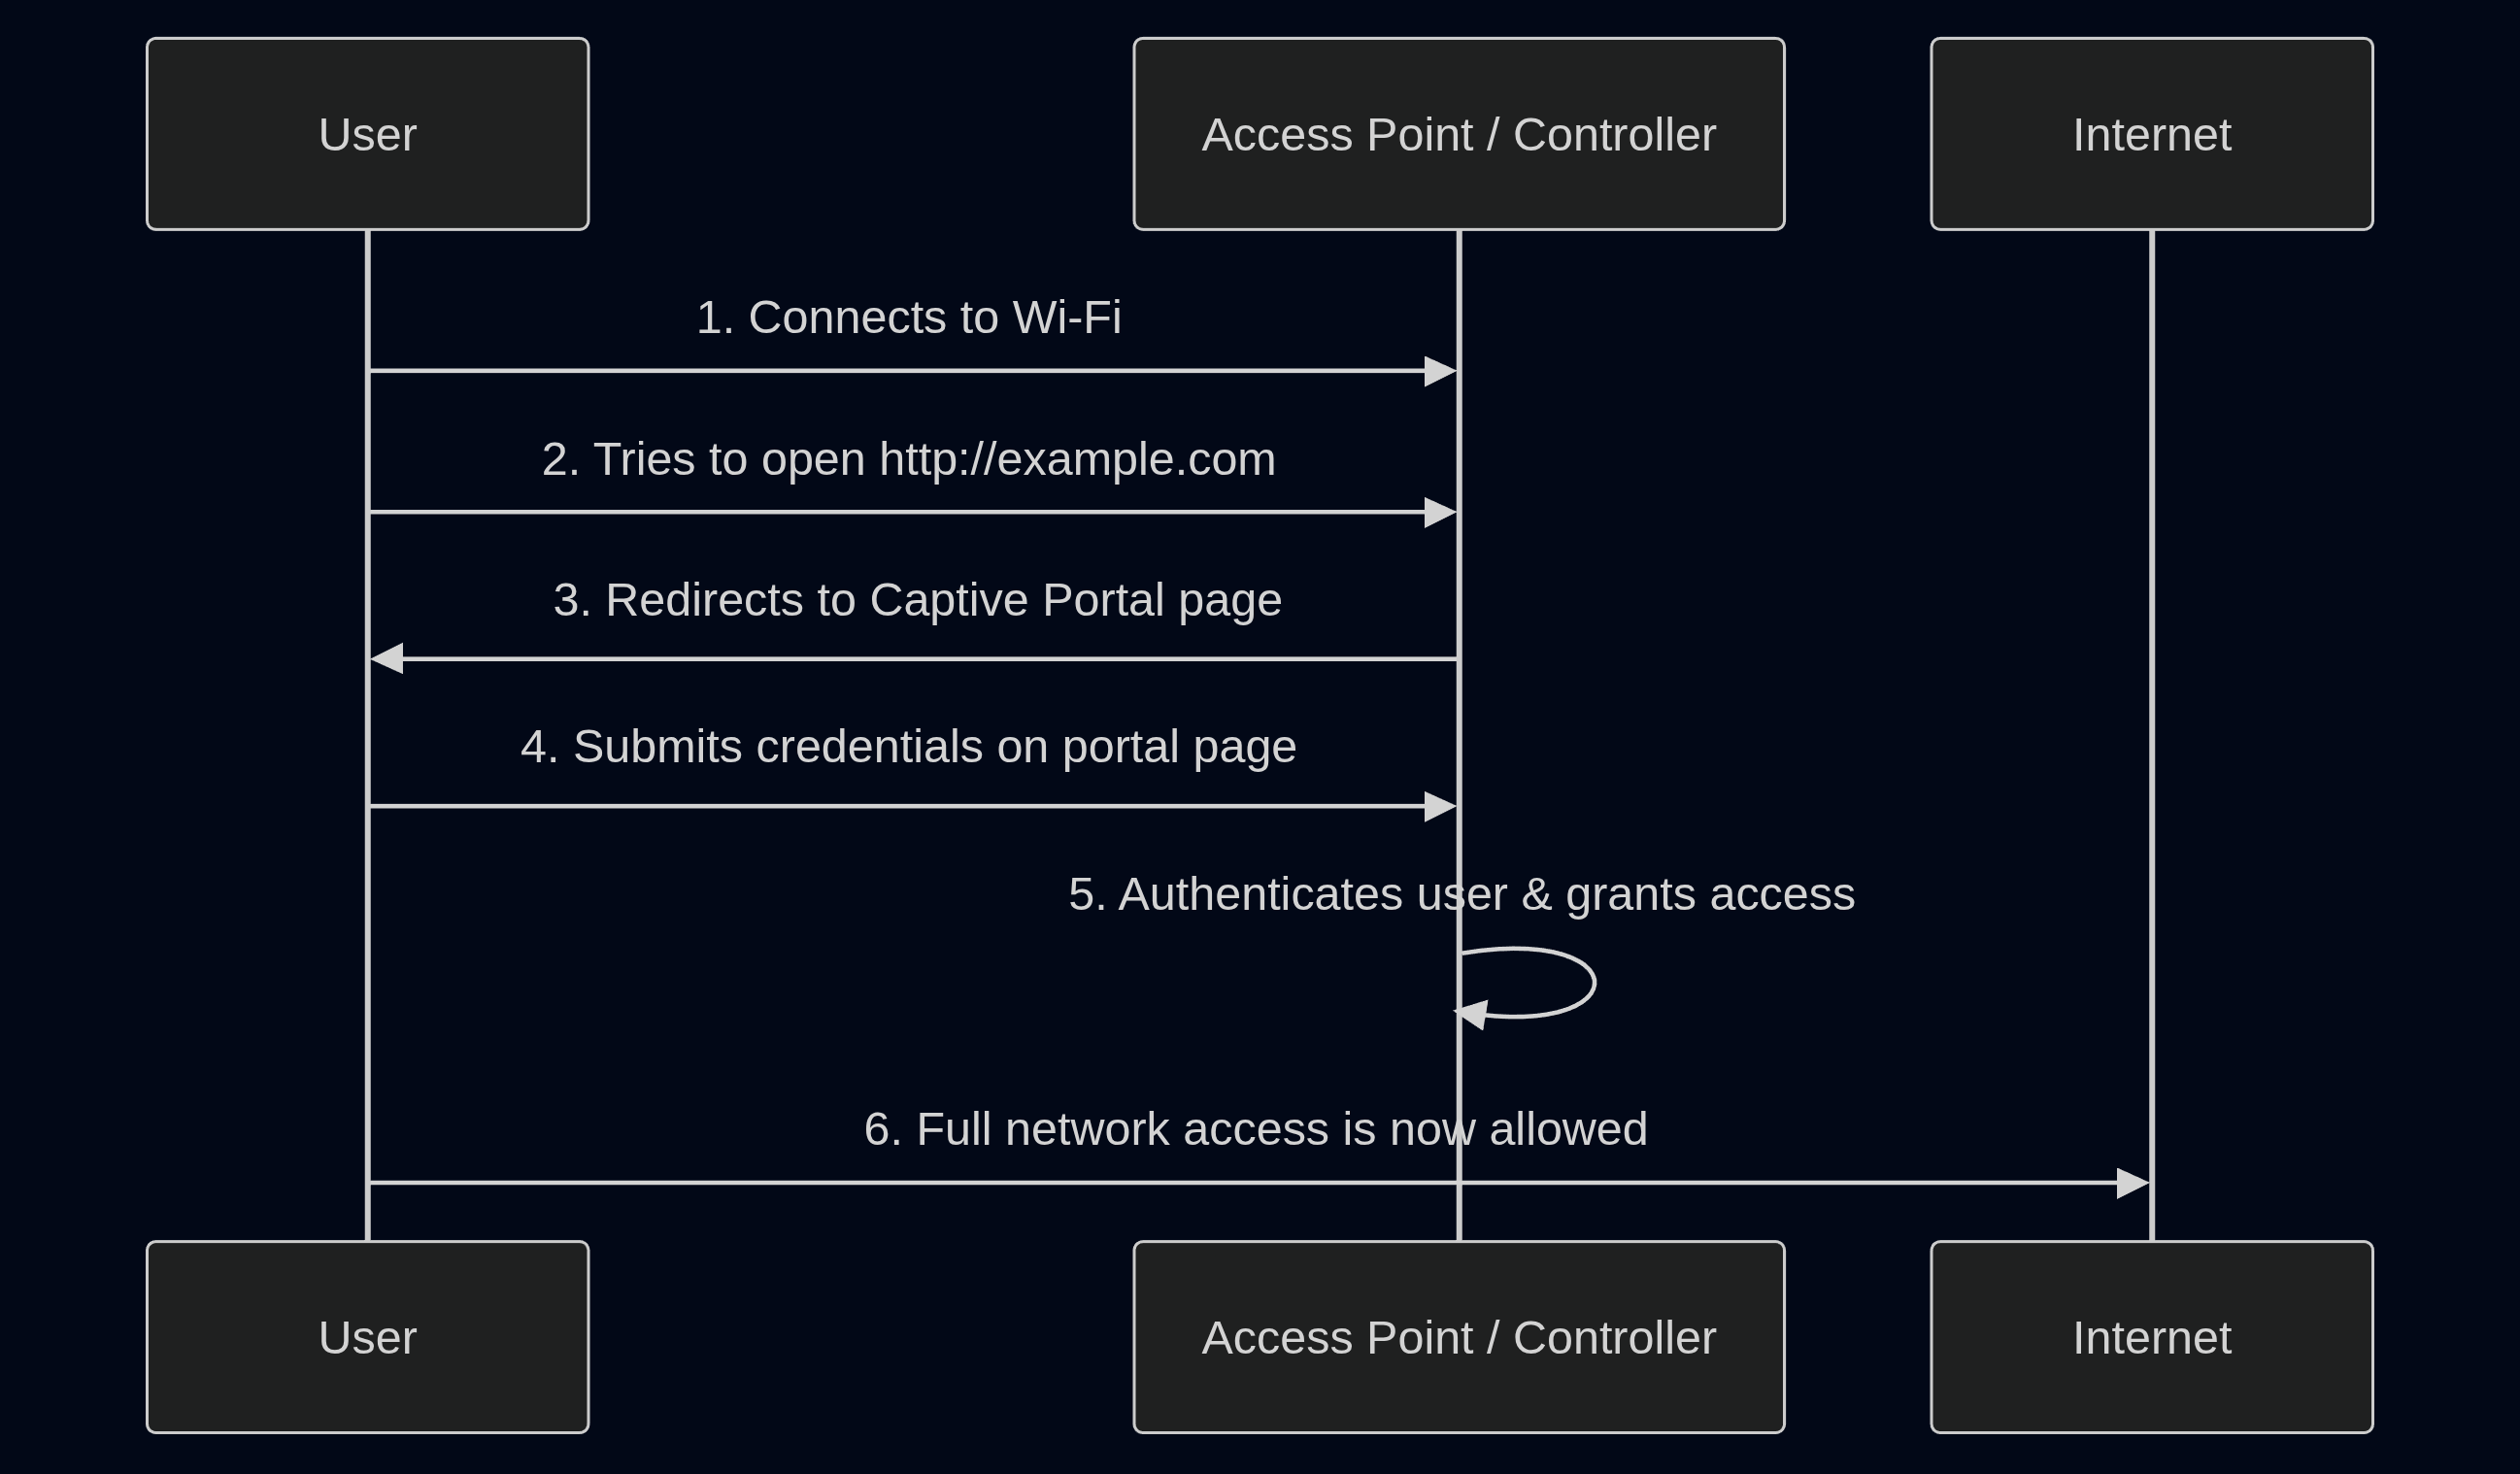 User
Access Point / Controller
Internet
1. Connects to Wi-Fi
2. Tries to open http://example.com
3. Redirects to Captive Portal page
4. Submits credentials on portal page
5. Authenticates user & grants access
6. Full network access is now allowed
User
Access Point / Controller
Internet